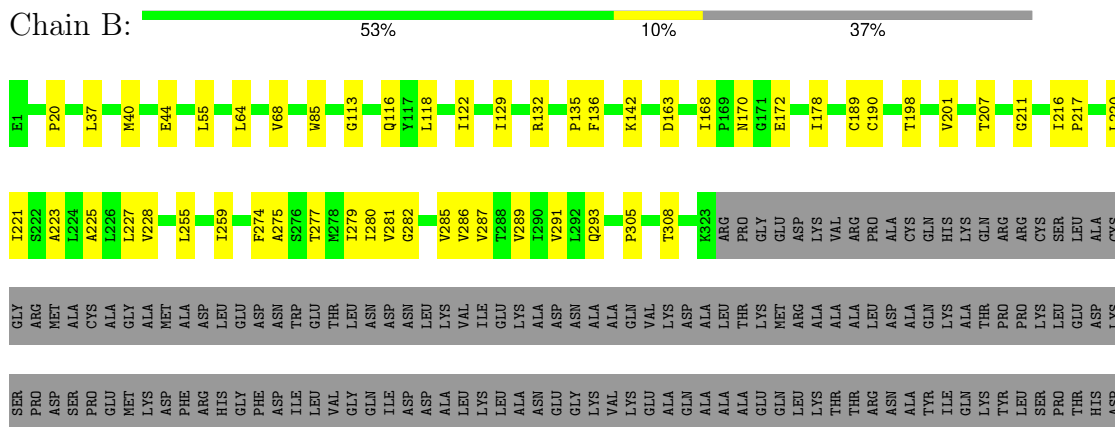 Chain B:
53% 10% 37%
E1 P20 L37 M40 E44 L55 L64 V68 W85 G113 Q116 Y117 L118 I122 I129 R132 P135 F136 K142 D163 I168 P169 N170 G171 E172 I178 C189 C190 T198 V201 T207 G211 I216 P217 L220
I221 S222 A223 L224 A225 L226 L227 V228 L255 I259 F274 A275 S276 T277 M278 I279 I280 V281 G282 V285 V286 V287 T288 V289 I290 V291 L292 Q293 P305 T308 K323 ARG PRO GLY GLU ASP LYS VAL ARG PRO ALA CYS GLN HIS LYS GLN ARG ARG CYS SER LEU ALA CYS
GLY ARG MET ALA CYS ALA GLY ALA MET ALA ASP LEU GLU ASP ASN TRP GLU THR LEU ASN ASP ASN LEU LYS VAL ILE GLU LYS ALA ASP ASN ALA ALA GLN VAL LYS ASP ALA LEU THR LYS MET ARG ALA ALA ALA LEU ASP ALA GLN LYS ALA THR PRO PRO LYS LEU GLU ASP LYS
SER PRO ASP SER PRO GLU MET LYS ASP PHE ARG HIS GLY PHE ASP ILE LEU VAL GLY GLN ILE ASP ASP ALA LEU LYS LEU ALA ASN GLU GLY LYS VAL LYS GLU ALA GLN ALA ALA ALA GLU GLN LEU LYS THR THR ARG ASN ALA TYR ILE GLN LYS TYR LEU SER PRO THR HIS ASP